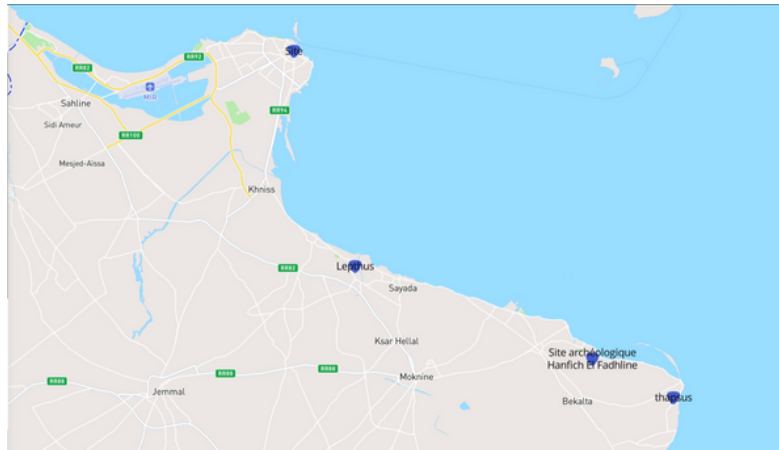 Site
RR92
RR82
MIR
Sahline
RR94
Sidi Ameur
RR100
Mesjed-Aissa
Khniss
RR82
Lepthus
Sayada
Ksar Hellal
Site archéologique
Hanfich El Fadhline
RR88
RR88
RR88
Moknine
Jemmal
Bekalta
thapsus